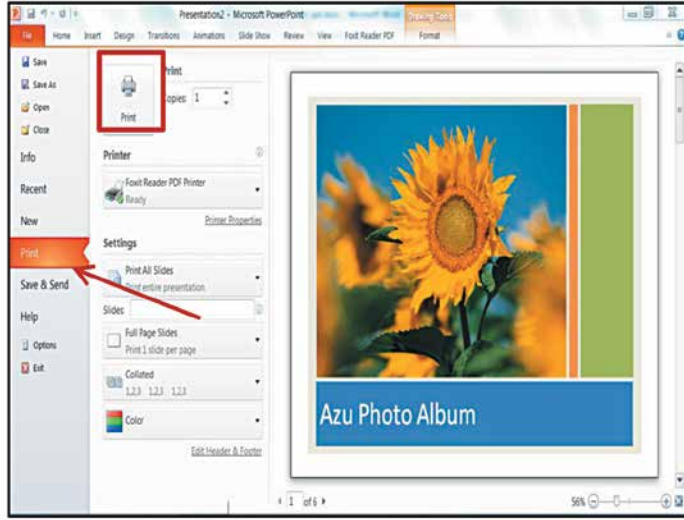 Presentation2 - Microsoft PowerPoint
Drawing Tools
File Home Insert Design Transitions Animations Slide Show Review View Foxit Reader PDF Format
Save
Save As
Open
Close
Info
Recent
New
Print
Save & Send
Help
Options
Exit
Print
Copies: 1
Print
Printer
Foxit Reader PDF Printer
Ready
Printer Properties
Settings
Print All Slides
Print entire presentation
Slides:
Full Page Slides
Print 1 slide per page
Collated
1,2,3 1,2,3 1,2,3
Color
Edit Header & Footer
Azu Photo Album
1 of 6
56%